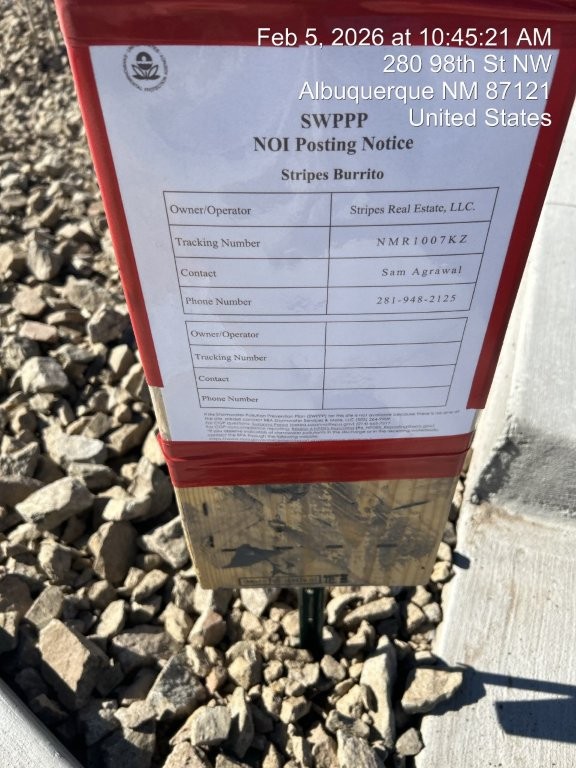 Feb 5, 2026 at 10:45:21 AM
280 98th St NW
Albuquerque NM 87121
United States
SWPPP
NOI Posting Notice
Stripes Burrito
Owner/Operator Stripes Real Estate, LLC.
Tracking Number NMR1007KZ
Contact Sam Agrawal
Phone Number 281-948-2125
Owner/Operator
Tracking Number
Contact
Phone Number